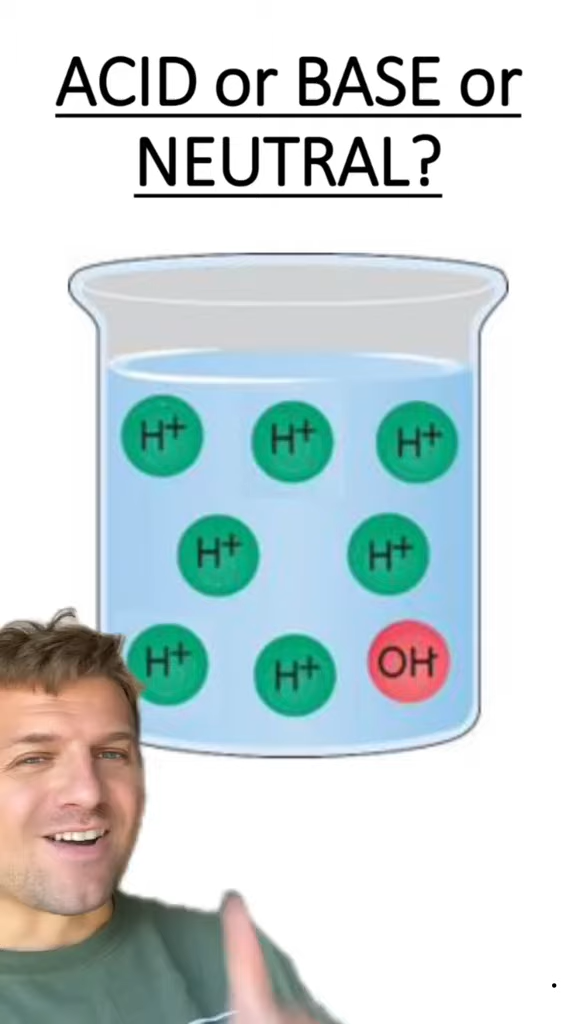 ACID or BASE or
NEUTRAL?
H+ H+ H+
H+ H+
H+ H+ OH-